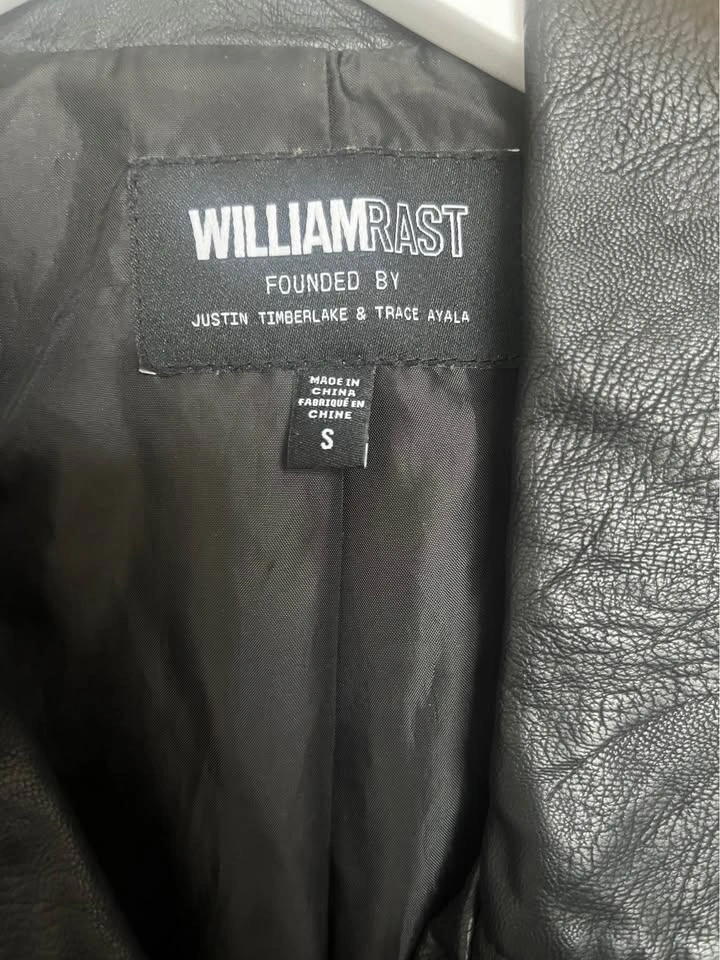 WILLIAMRAST
FOUNDED BY
JUSTIN TIMBERLAKE & TRACE AYALA
MADE IN
CHINA
FABRIQUÉ EN
CHINE
S